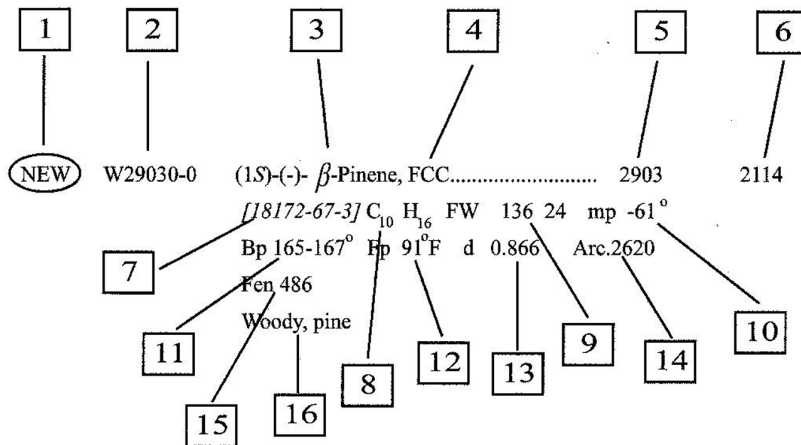 1 2 3 4 5 6
NEW W29030-0 (1S)-(-)- β-Pinene, FCC........................... 2903 2114
[18172-67-3] C10 H16 FW 136 24 mp -61°
Bp 165-167° Fp 91°F d 0.866 Arc.2620
7
Fen 486
Woody, pine
11 8 12 13 9 14 10
15 16